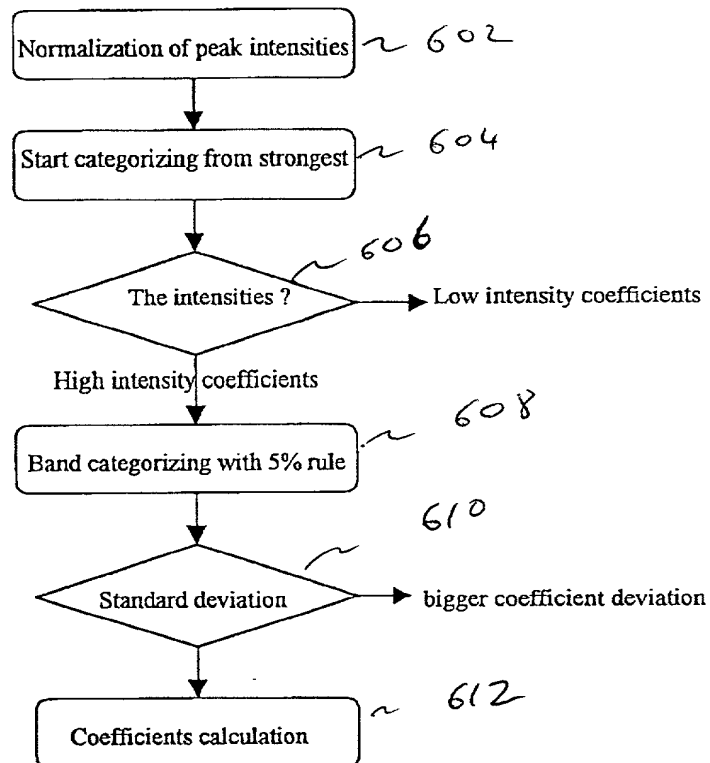 Normalization of peak intensities 602
Start categorizing from strongest 604
606
The intensities ?
Low intensity coefficients
High intensity coefficients
608
Band categorizing with 5% rule
610
Standard deviation
bigger coefficient deviation
612
Coefficients calculation